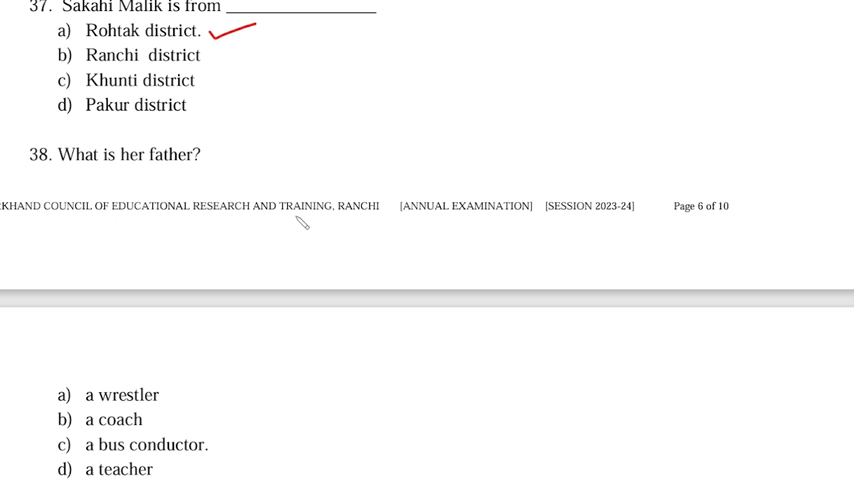 37. Sakahi Malik is from _______________
a) Rohtak district.
b) Ranchi district
c) Khunti district
d) Pakur district
38. What is her father?
KHAND COUNCIL OF EDUCATIONAL RESEARCH AND TRAINING, RANCHI [ANNUAL EXAMINATION] [SESSION 2023-24] Page 6 of 10
a) a wrestler
b) a coach
c) a bus conductor.
d) a teacher